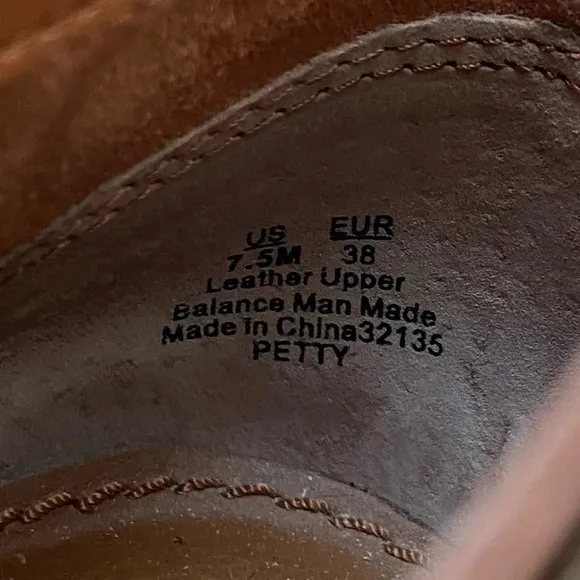 US EUR
7.5M 38
Leather Upper
Balance Man Made
Made in China32135
PETTY